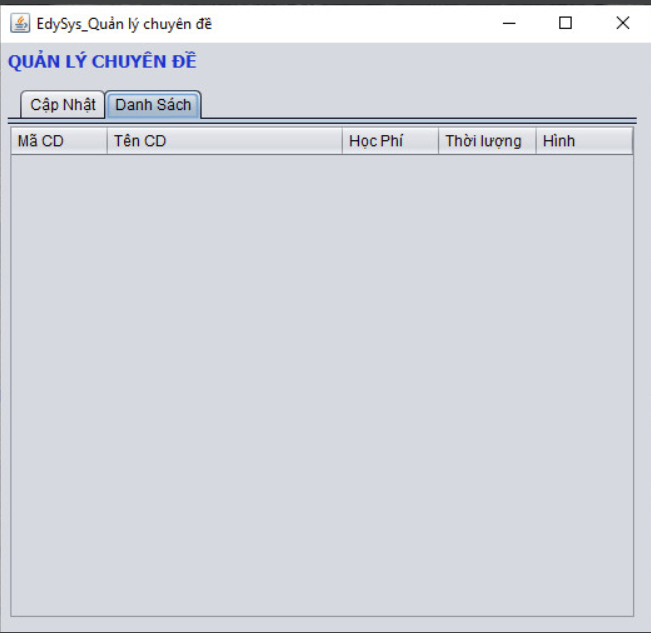 EdySys_Quản lý chuyên đề
QUẢN LÝ CHUYÊN ĐỀ
Cập Nhật Danh Sách
Mã CD Tên CD Học Phí Thời lượng Hình